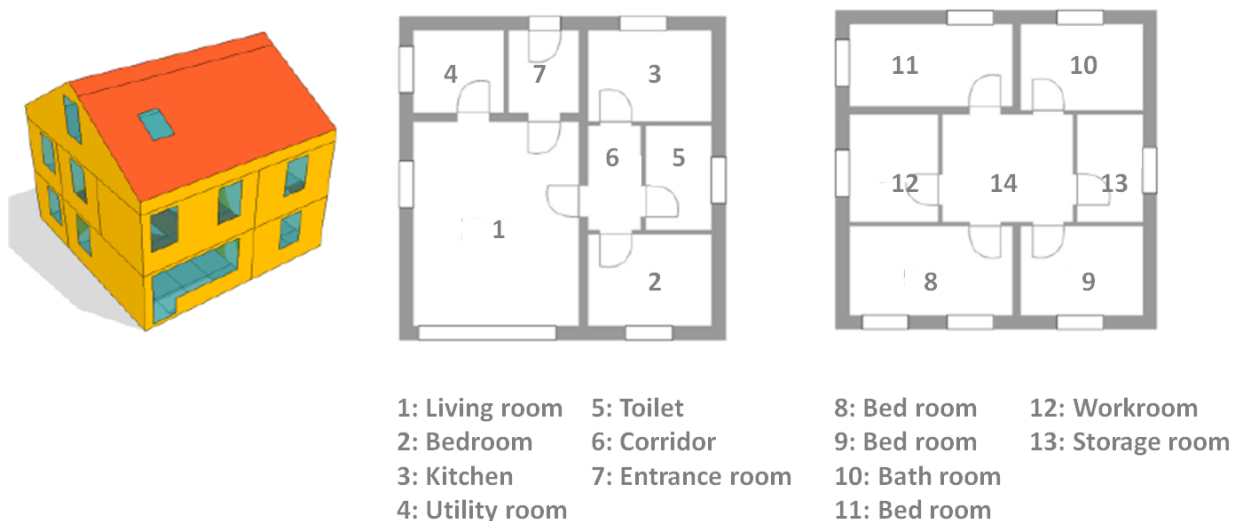 4
7
3
6
5
1
2
11
10
12
14
13
8
9
1: Living room
2: Bedroom
3: Kitchen
4: Utility room
5: Toilet
6: Corridor
7: Entrance room
8: Bed room
9: Bed room
10: Bath room
11: Bed room
12: Workroom
13: Storage room